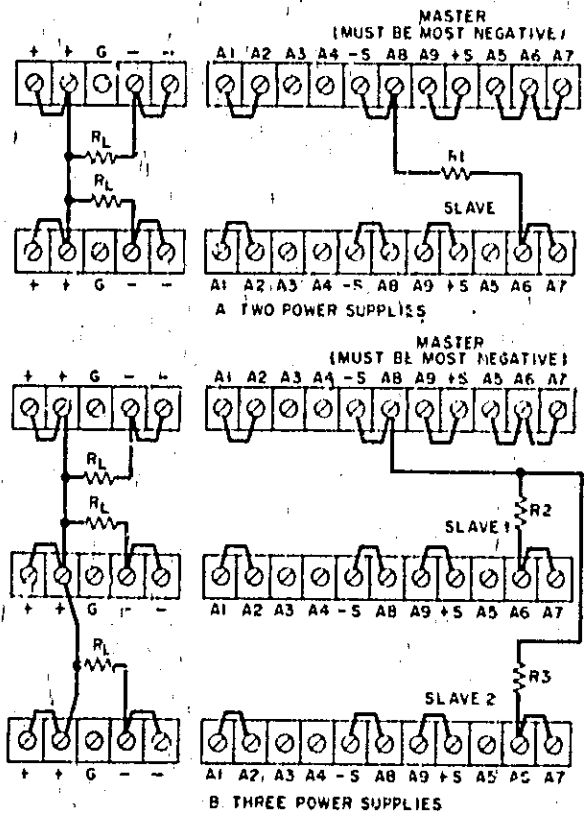 MASTER
(MUST BE MOST NEGATIVE)
+ + G - - A1 A2 A3 A4 -S A8 A9 +S A5 A6 A7
RL
RL
R1
SLAVE
+ + G - - A1 A2 A3 A4 -S A8 A9 +S A5 A6 A7
A TWO POWER SUPPLIES
MASTER
(MUST BE MOST NEGATIVE)
+ + G - - A1 A2 A3 A4 -S A8 A9 +S A5 A6 A7
RL
RL
SLAVE 1
R2
+ + G - - A1 A2 A3 A4 -S A8 A9 +S A5 A6 A7
RL
R3
SLAVE 2
+ + G - - A1 A2 A3 A4 -S A8 A9 +S A5 A6 A7
B. THREE POWER SUPPLIES